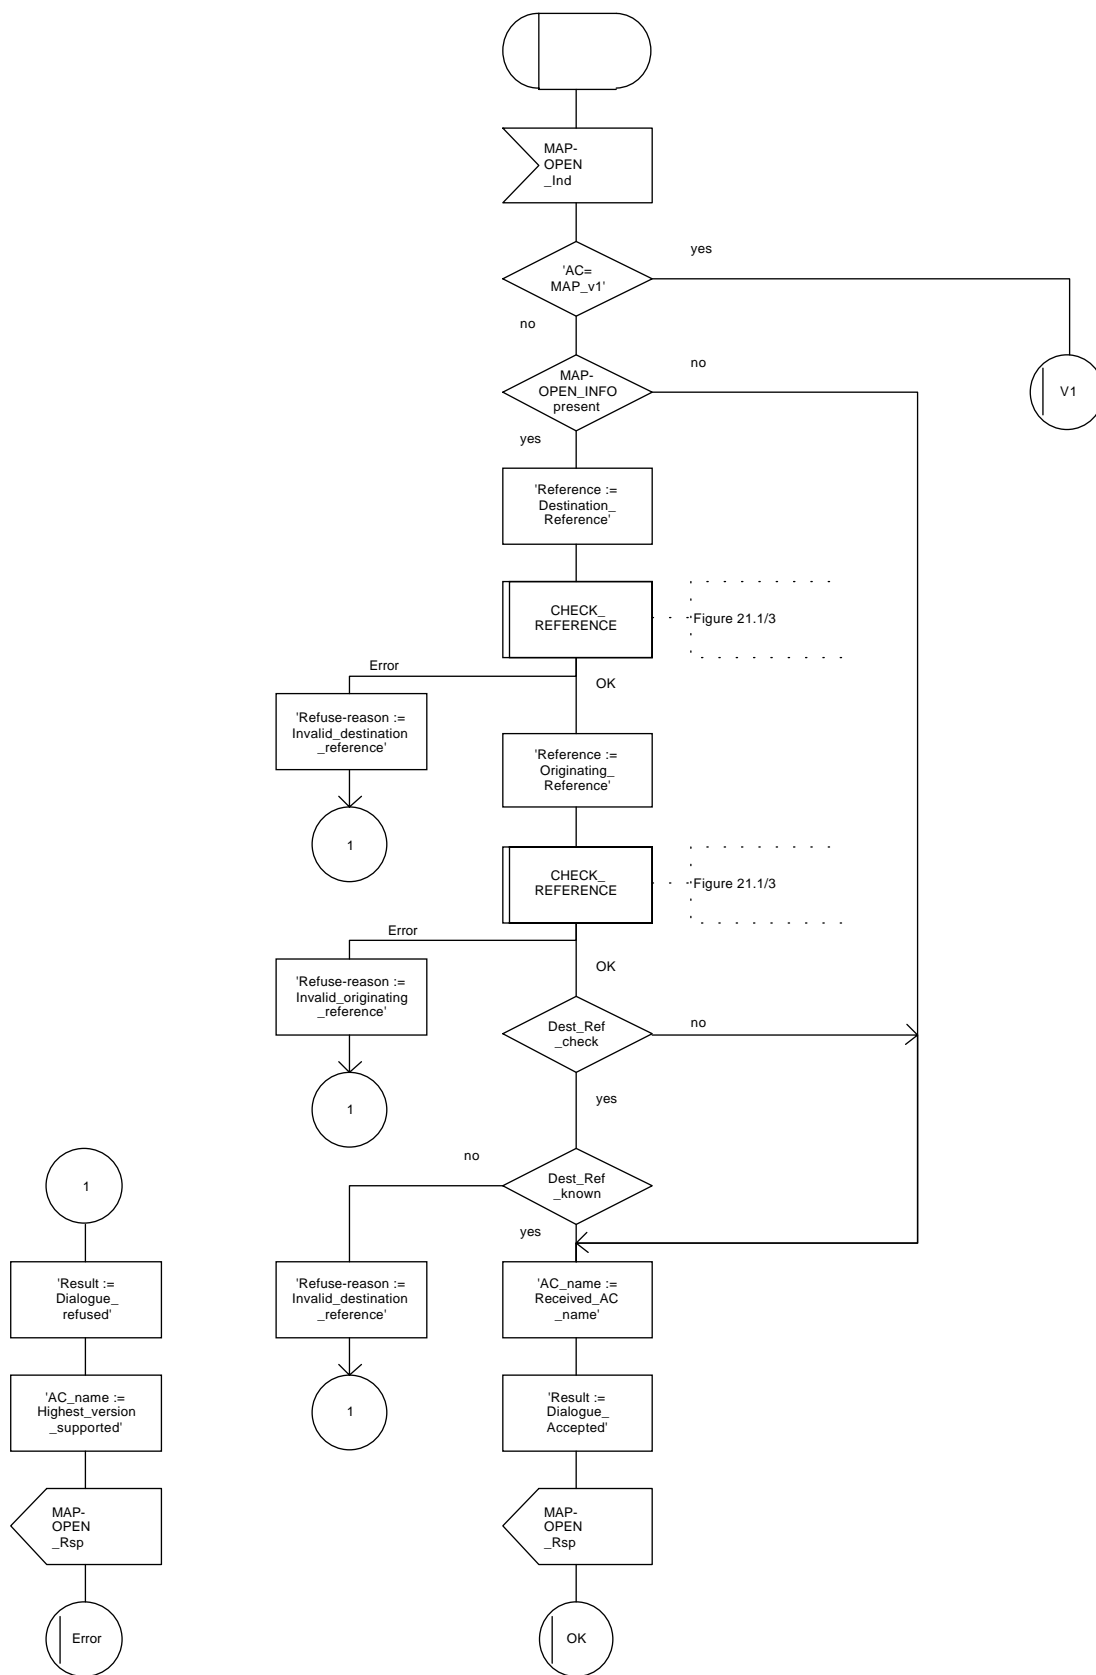 MAP-
OPEN
_Ind
yes
'AC=
MAP_v1'
no
no
MAP-
OPEN_INFO
present
V1
yes
'Reference :=
Destination_
Reference'
CHECK_
REFERENCE
Figure 21.1/3
Error
OK
'Refuse-reason :=
Invalid_destination
_reference'
'Reference :=
Originating_
Reference'
1
CHECK_
REFERENCE
Figure 21.1/3
Error
OK
'Refuse-reason :=
Invalid_originating
_reference'
Dest_Ref
_check
no
1
yes
no
1
Dest_Ref
_known
yes
'Result :=
Dialogue_
refused'
'Refuse-reason :=
Invalid_destination
_reference'
'AC_name :=
Received_AC
_name'
'AC_name :=
Highest_version
_supported'
1
'Result :=
Dialogue_
Accepted'
MAP-
OPEN
_Rsp
MAP-
OPEN
_Rsp
Error
OK